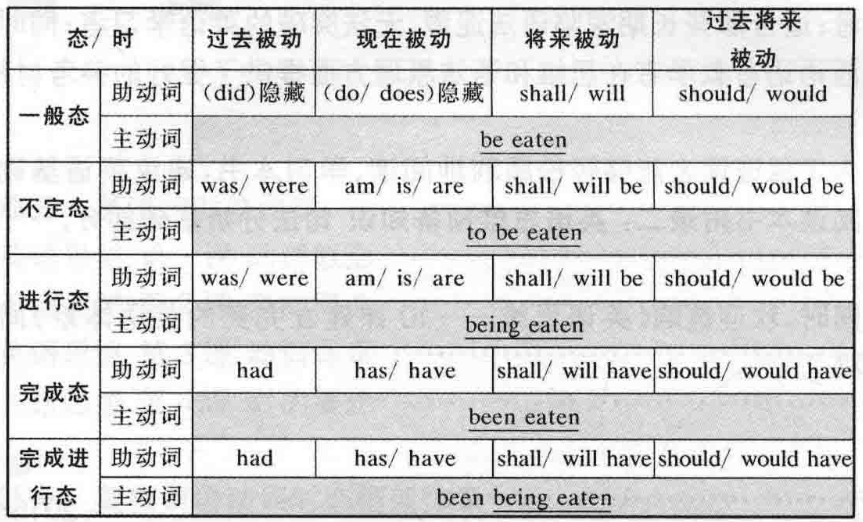 态/ 时 过去被动 现在被动 将来被动 过去将来
被动
一般态 助动词 (did)隐藏 (do/ does)隐藏 shall/ will should/ would
主动词 be eaten
不定态 助动词 was/ were am/ is/ are shall/ will be should/ would be
主动词 to be eaten
进行态 助动词 was/ were am/ is/ are shall/ will be should/ would be
主动词 being eaten
完成态 助动词 had has/ have shall/ will have should/ would have
主动词 been eaten
完成进 助动词 had has/ have shall/ will have should/ would have
行态 主动词 been being eaten